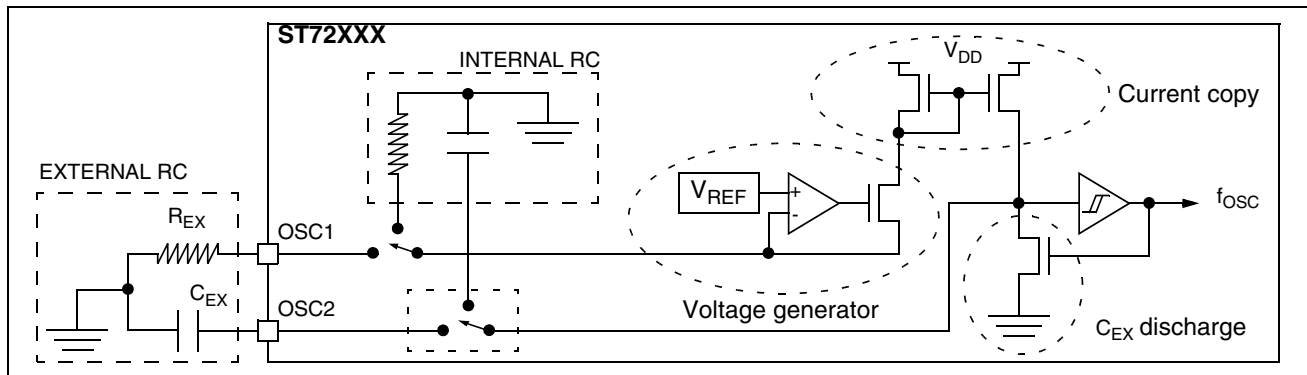 ST72XXX
INTERNAL RC
V_DD
Current copy
EXTERNAL RC
V_REF
+
-
R_EX
f_OSC
OSC1
C_EX
OSC2
Voltage generator
C_EX discharge